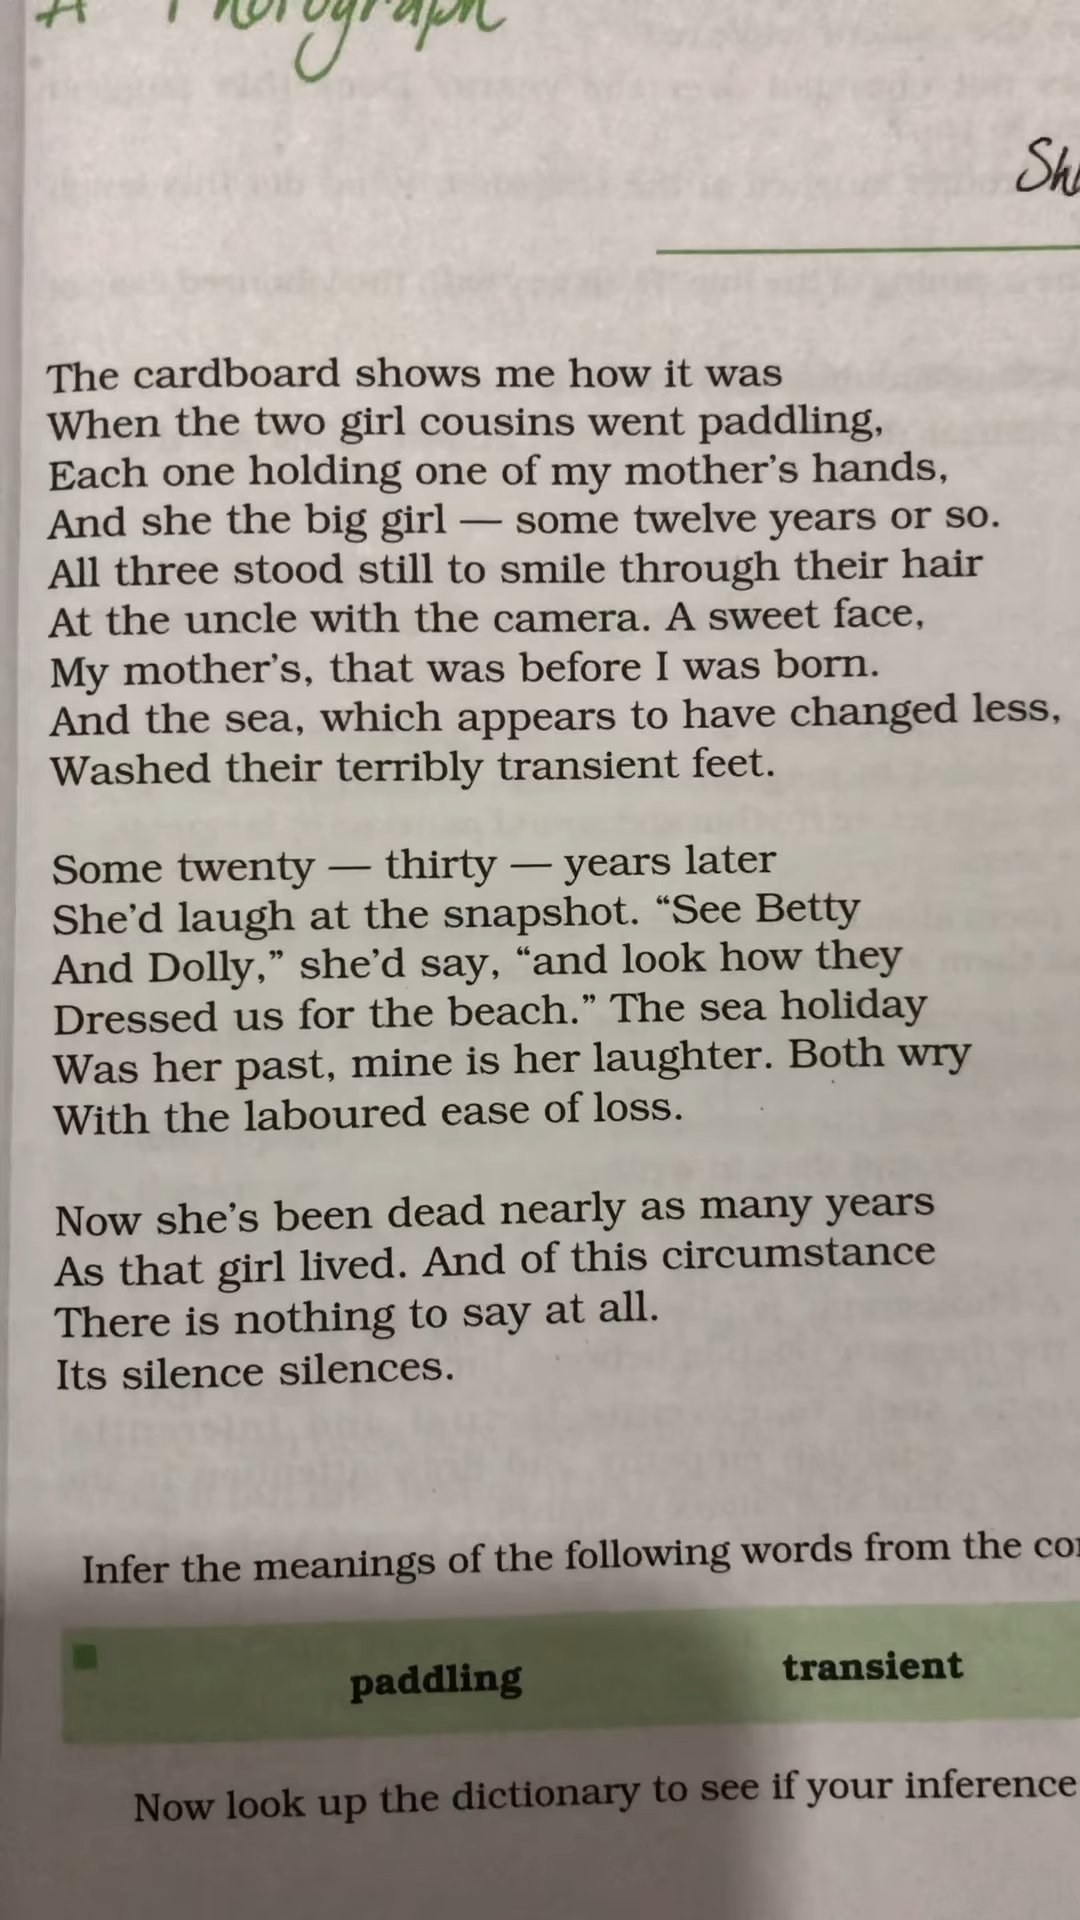 A Photograph
The cardboard shows me how it was
When the two girl cousins went paddling,
Each one holding one of my mother's hands,
And she the big girl — some twelve years or so.
All three stood still to smile through their hair
At the uncle with the camera. A sweet face,
My mother's, that was before I was born.
And the sea, which appears to have changed less,
Washed their terribly transient feet.
Some twenty — thirty — years later
She'd laugh at the snapshot. “See Betty
And Dolly,” she'd say, “and look how they
Dressed us for the beach.” The sea holiday
Was her past, mine is her laughter. Both wry
With the laboured ease of loss.
Now she's been dead nearly as many years
As that girl lived. And of this circumstance
There is nothing to say at all.
Its silence silences.
Infer the meanings of the following words from the
paddling transient
Now look up the dictionary to see if your inference